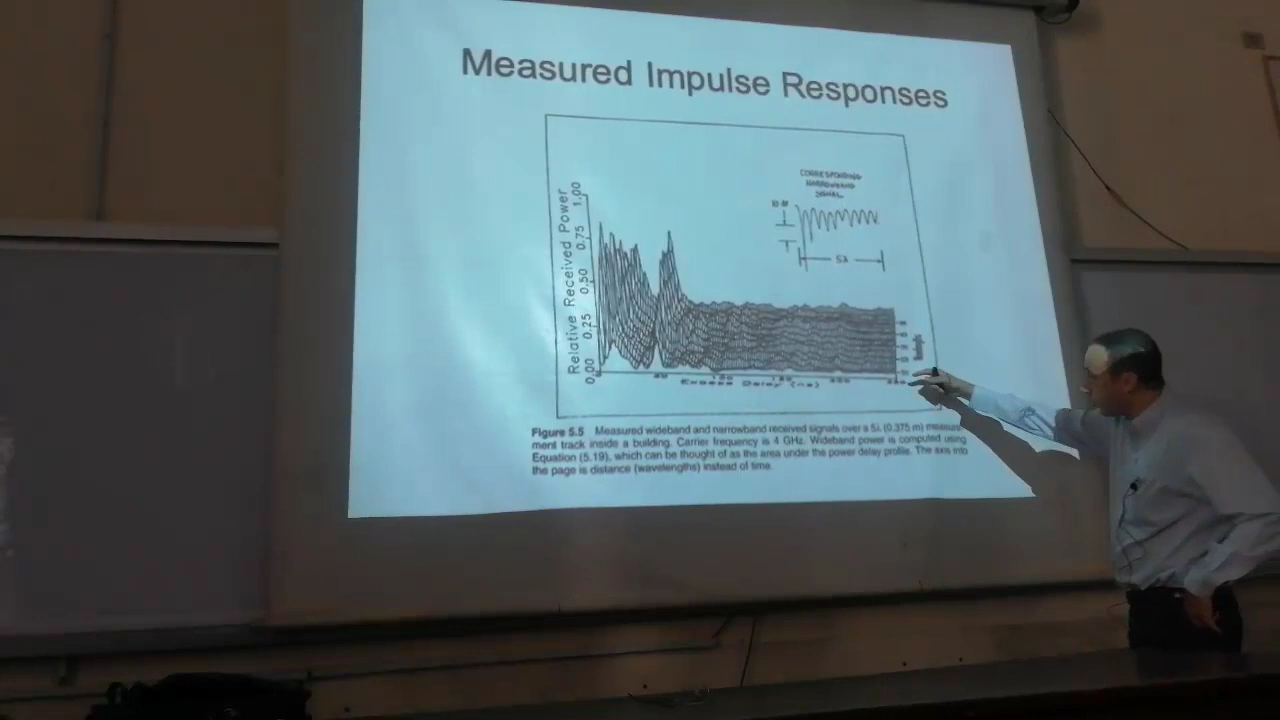 Measured Impulse Responses
CORRESPONDING
NARROWBAND
SIGNAL
5λ
Relative Received Power
0.00 0.25 0.50 0.75 1.00
Excess Delay (ns)
Figure 5.5 Measured wideband and narrowband received signals over a 5λ (0.375 m) measure-
ment track inside a building. Carrier frequency is 4 GHz. Wideband power is computed using
Equation (5.19), which can be thought of as the area under the power delay profile. The axis into
the page is distance (wavelengths) instead of time.